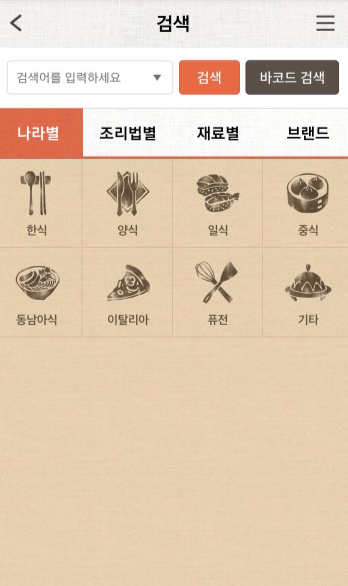 검색
검색어를 입력하세요 검색 바코드 검색
나라별 조리법별 재료별 브랜드
한식 양식 일식 중식
동남아식 이탈리아 퓨전 기타